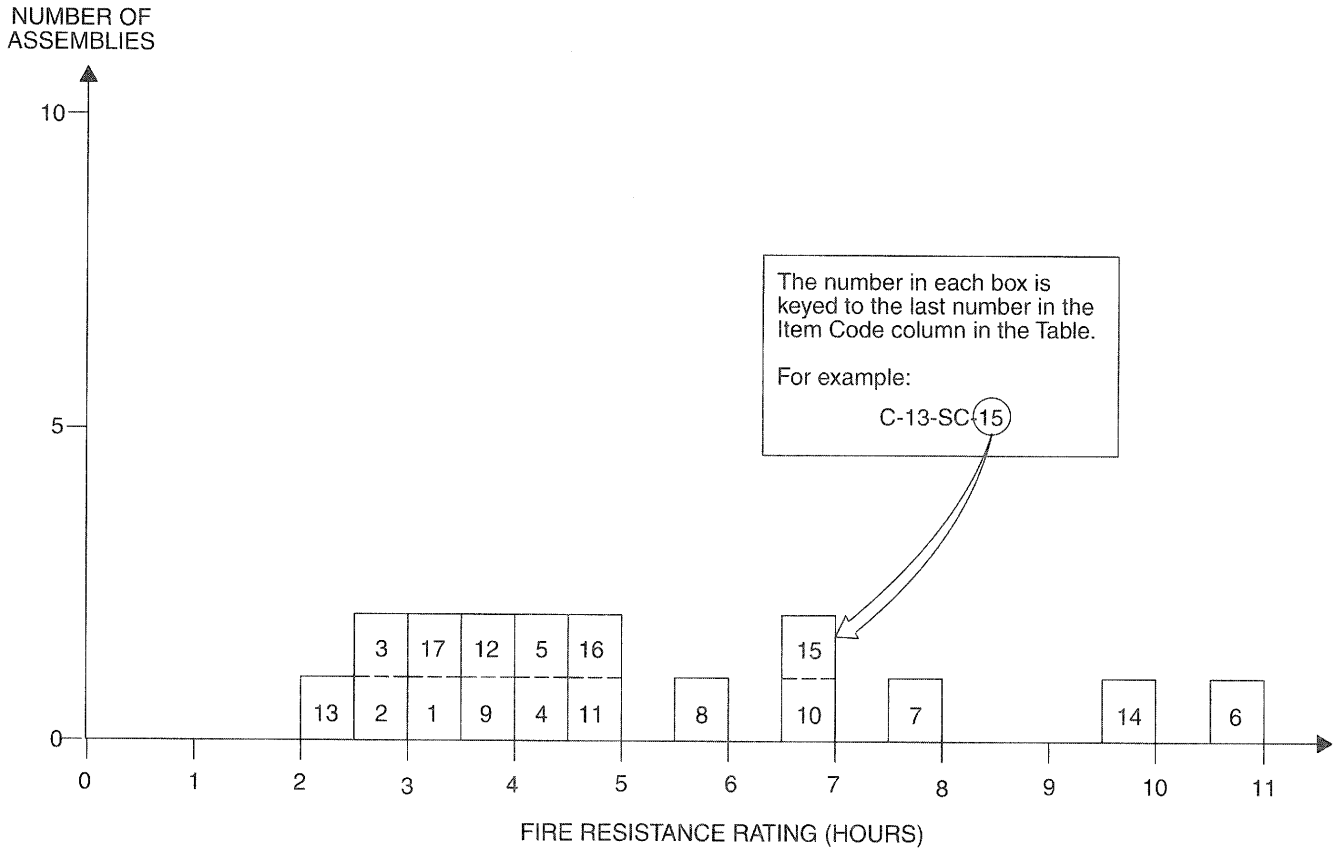 NUMBER OF
ASSEMBLIES
10
The number in each box is
keyed to the last number in the
Item Code column in the Table.
For example:
C-13-SC-15
5
3 17 12 5 16 15
13 2 1 9 4 11 8 10 7 14 6
0
0 1 2 3 4 5 6 7 8 9 10 11
FIRE RESISTANCE RATING (HOURS)